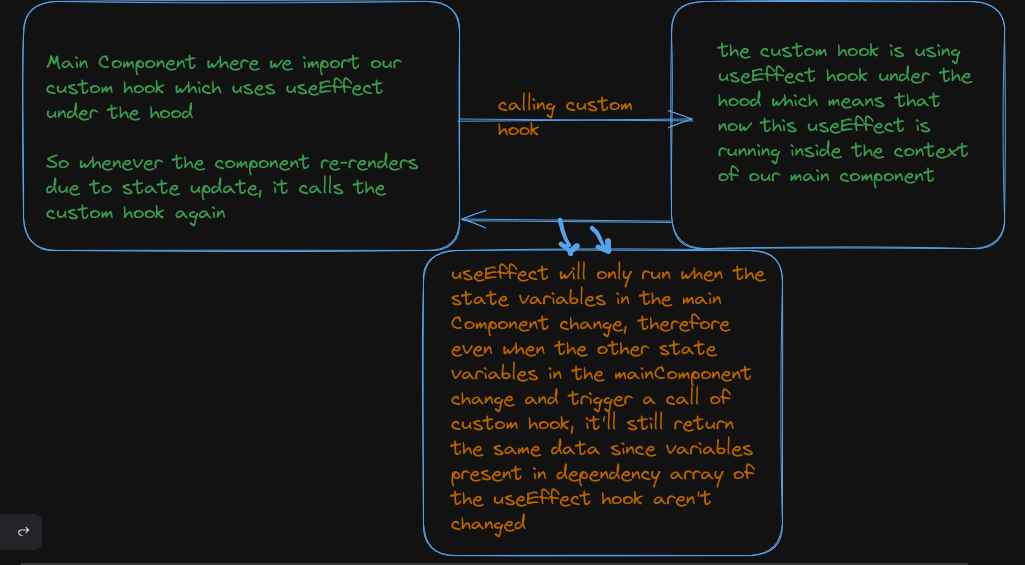 Main Component where we import our
custom hook which uses useEffect
under the hood
So whenever the component re-renders
due to state update, it calls the
custom hook again
calling custom
hook
the custom hook is using
useEffect hook under the
hood which means that
now this useEffect is
running inside the context
of our main component
useEffect will only run when the
state variables in the main
Component change, therefore
even when the other state
variables in the mainComponent
change and trigger a call of
custom hook, it'll still return
the same data since variables
present in dependency array of
the useEffect hook aren't
changed